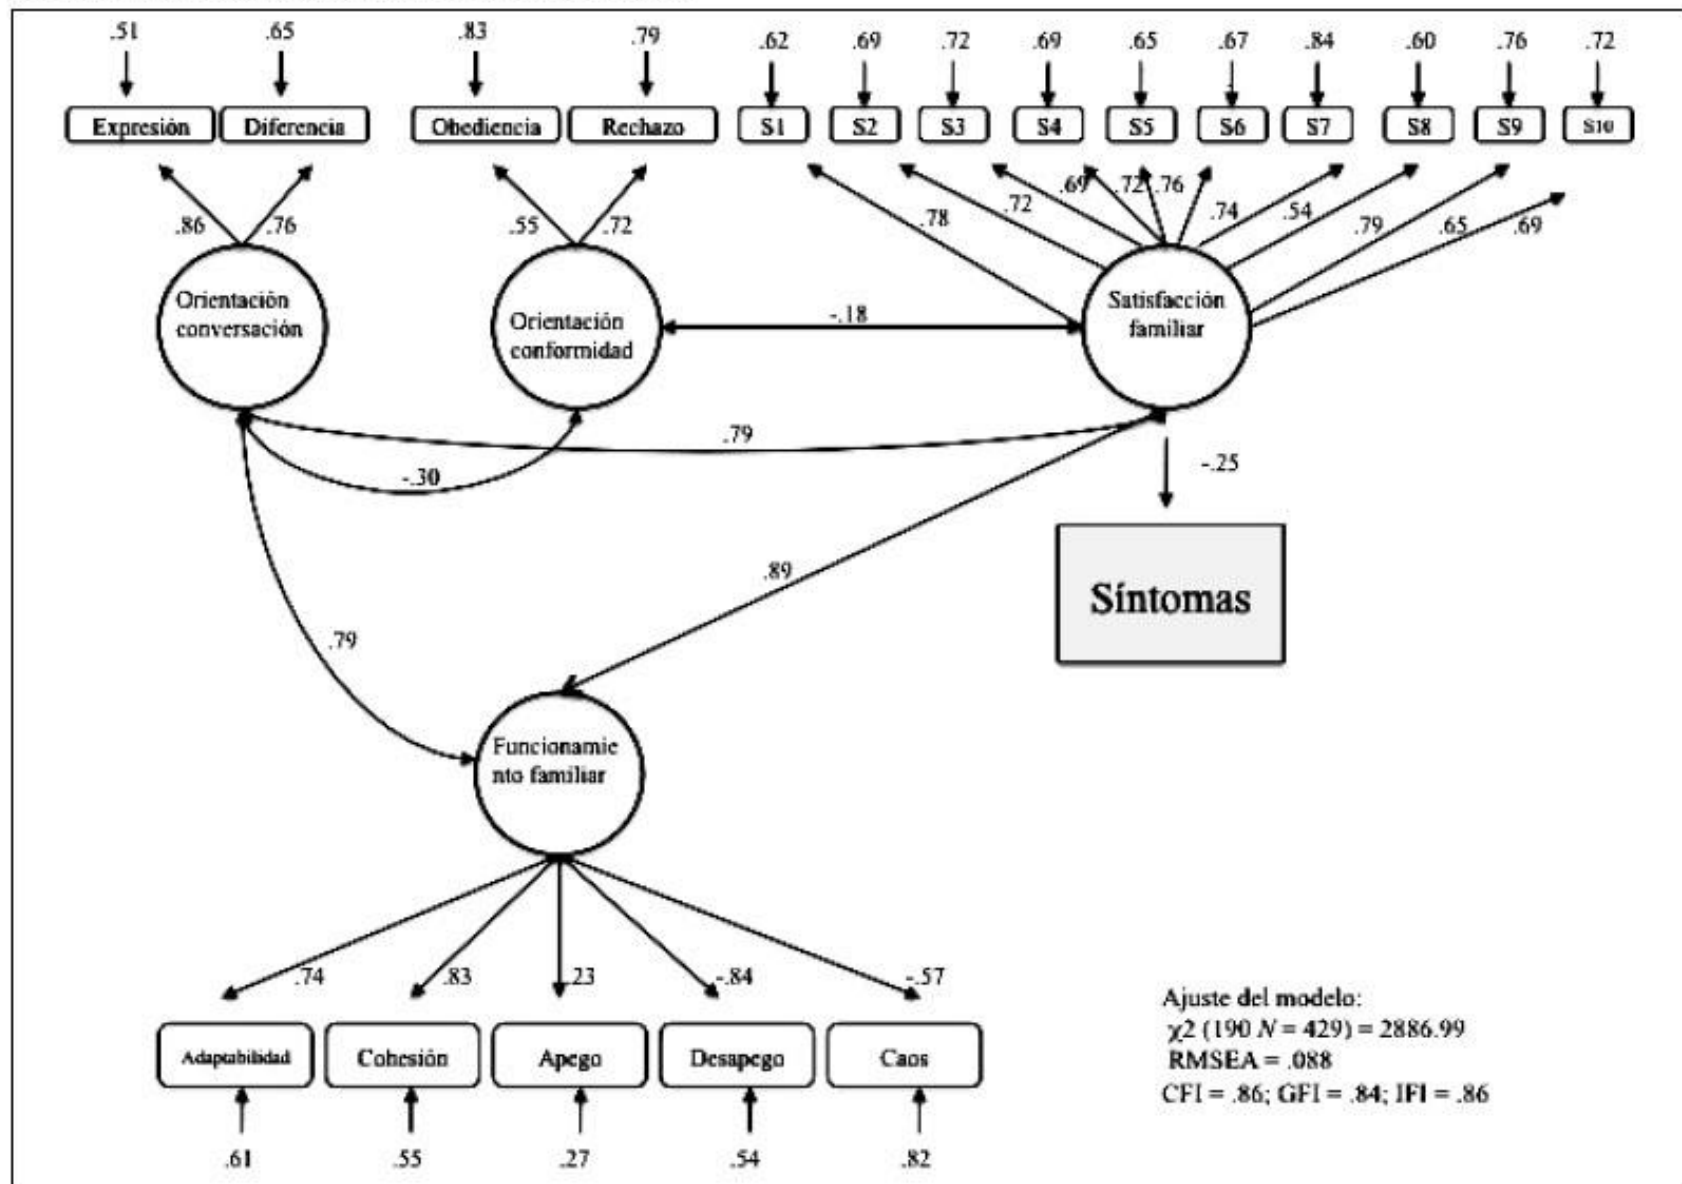 .51 .65 .83 .79 .62 .69 .72 .69 .65 .67 .84 .60 .76 .72
Expresión Diferencia Obediencia Rechazo S1 S2 S3 S4 S5 S6 S7 S8 S9 S10
.86 .76 .55 .72 .78 .72 .69 .72 .76 .74 .54 .79 .65 .69
Orientación
conversación
Orientación
conformidad
-.18
Satisfacción
familiar
.79
-.30
-.25
.89
Síntomas
.79
Funcionamie
nto familiar
.74 .83 .23 -.84 -.57
Adaptabilidad Cohesión Apego Desapego Caos
.61 .55 .27 .54 .82
Ajuste del modelo:
χ2 (190 N = 429) = 2886.99
RMSEA = .088
CFI = .86; GFI = .84; IFI = .86